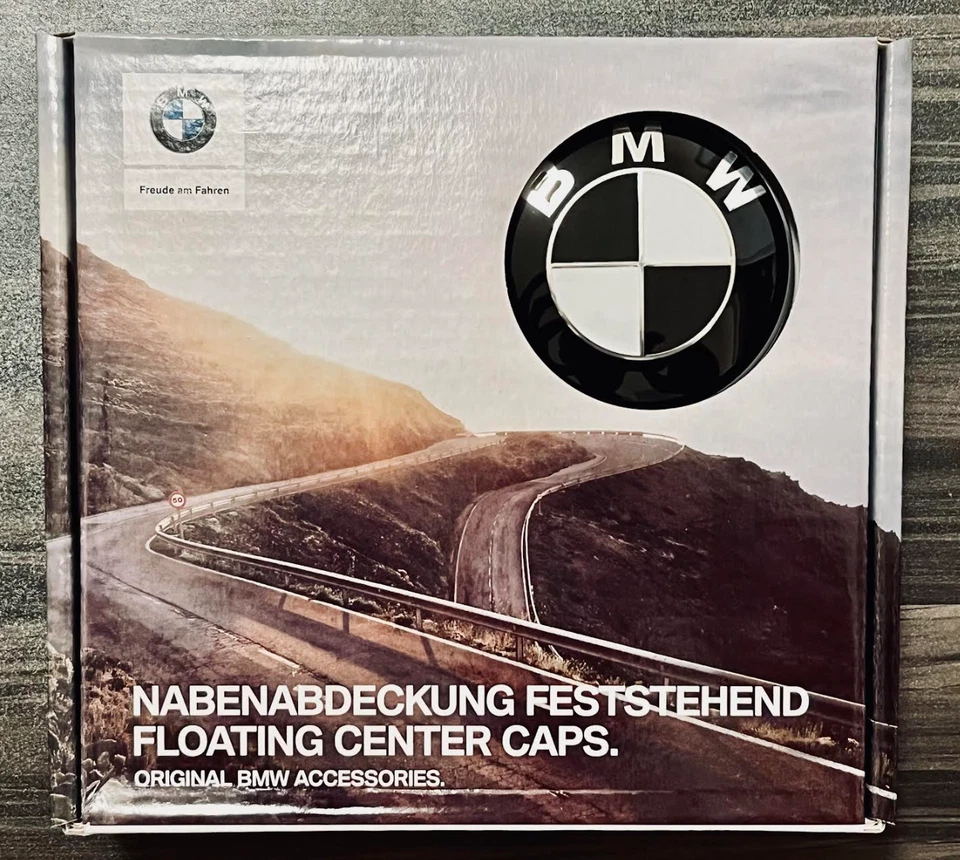 BMW
Freude am Fahren
BMW
50
NABENABDECKUNG FESTSTEHEND
FLOATING CENTER CAPS.
ORIGINAL BMW ACCESSORIES.